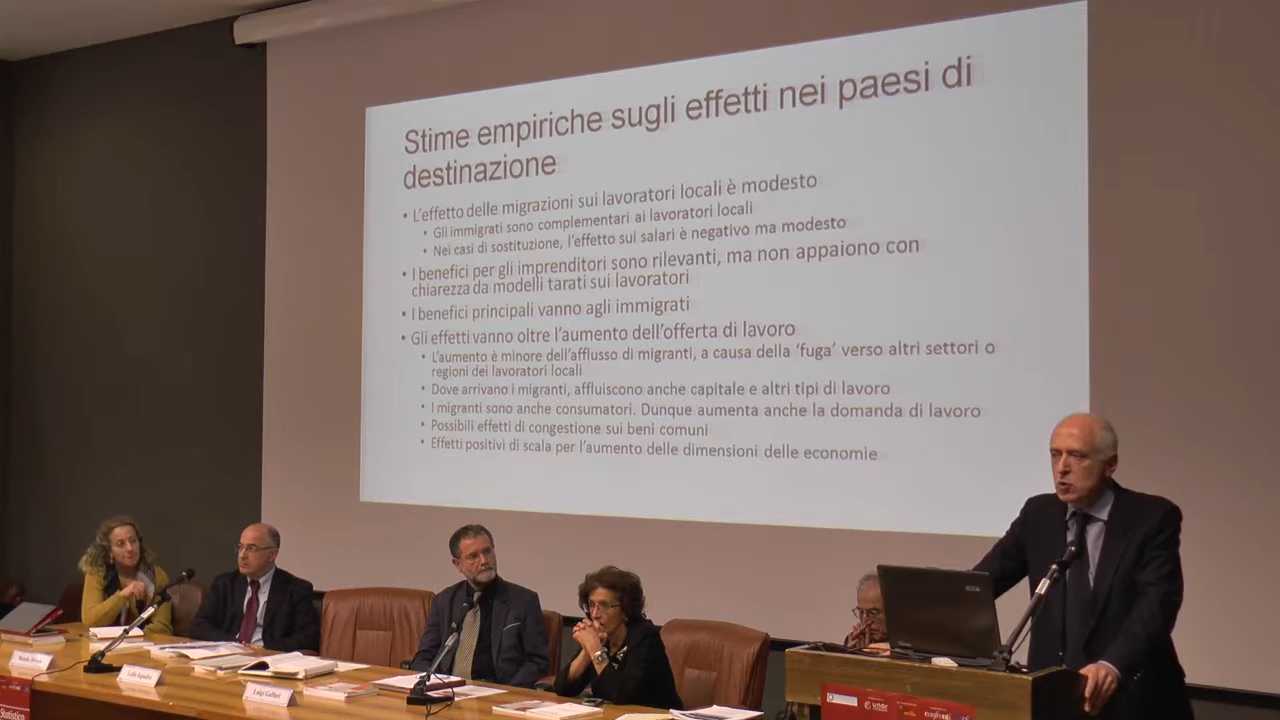 Stime empiriche sugli effetti nei paesi di
destinazione
• L'effetto delle migrazioni sui lavoratori locali è modesto
• Gli immigrati sono complementari ai lavoratori locali
• Nei casi di sostituzione, l'effetto sui salari è negativo ma modesto
• I benefici per gli imprenditori sono rilevanti, ma non appaiono con
chiarezza da modelli tarati sui lavoratori
• I benefici principali vanno agli immigrati
• Gli effetti vanno oltre l'aumento dell'offerta di lavoro
• L'aumento è minore dell'afflusso di migranti, a causa della 'fuga' verso altri settori o
regioni dei lavoratori locali
• Dove arrivano i migranti, affluiscono anche capitale e altri tipi di lavoro
• I migranti sono anche consumatori. Dunque aumenta anche la domanda di lavoro
• Possibili effetti di congestione sui beni comuni
• Effetti positivi di scala per l'aumento delle dimensioni delle economie
Luigi Gaffuri
Statistico
unar
confronti